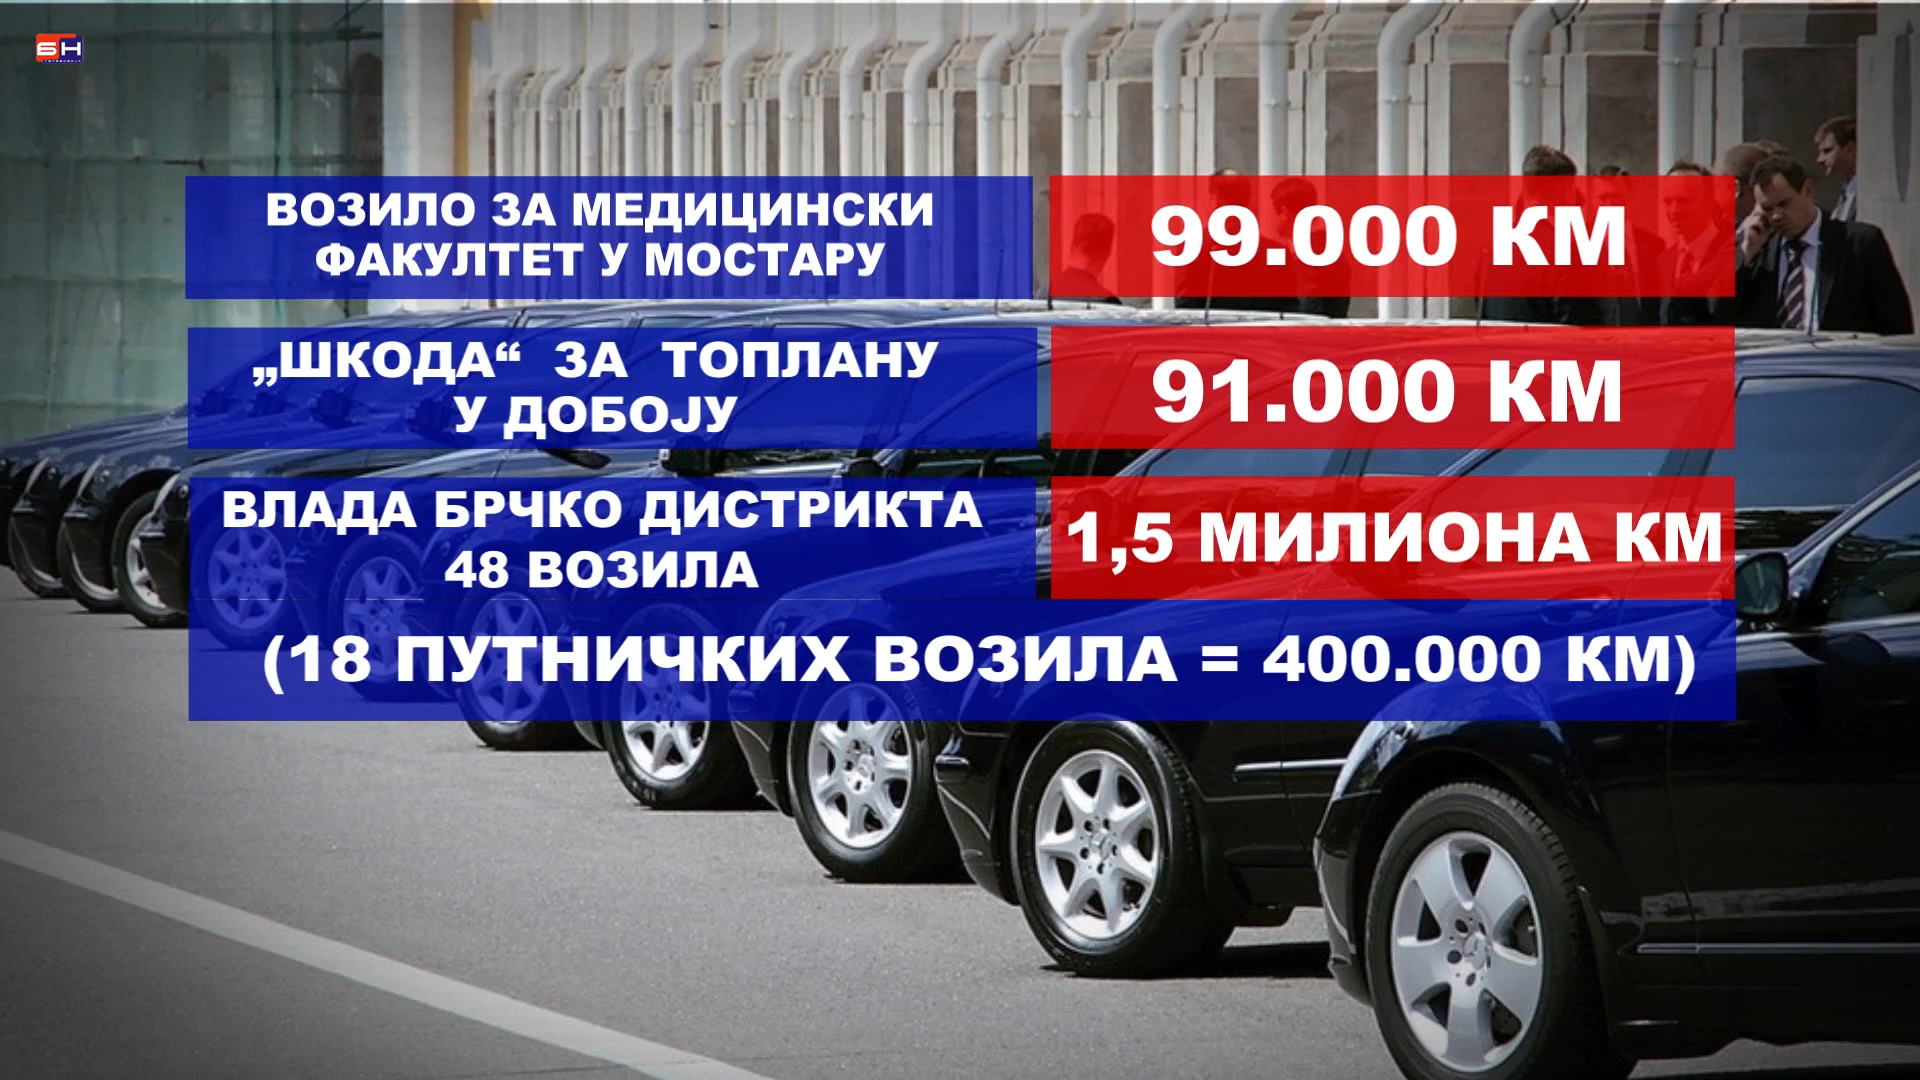 БН
ТЕЛЕВИЗИЈА
ВОЗИЛО ЗА МЕДИЦИНСКИ
ФАКУЛТЕТ У МОСТАРУ
99.000 КМ
„ШКОДА“ ЗА ТОПЛАНУ
У ДОБОЈУ
91.000 КМ
ВЛАДА БРЧКО ДИСТРИКТА
48 ВОЗИЛА
1,5 МИЛИОНА КМ
(18 ПУТНИЧКИХ ВОЗИЛА = 400.000 КМ)